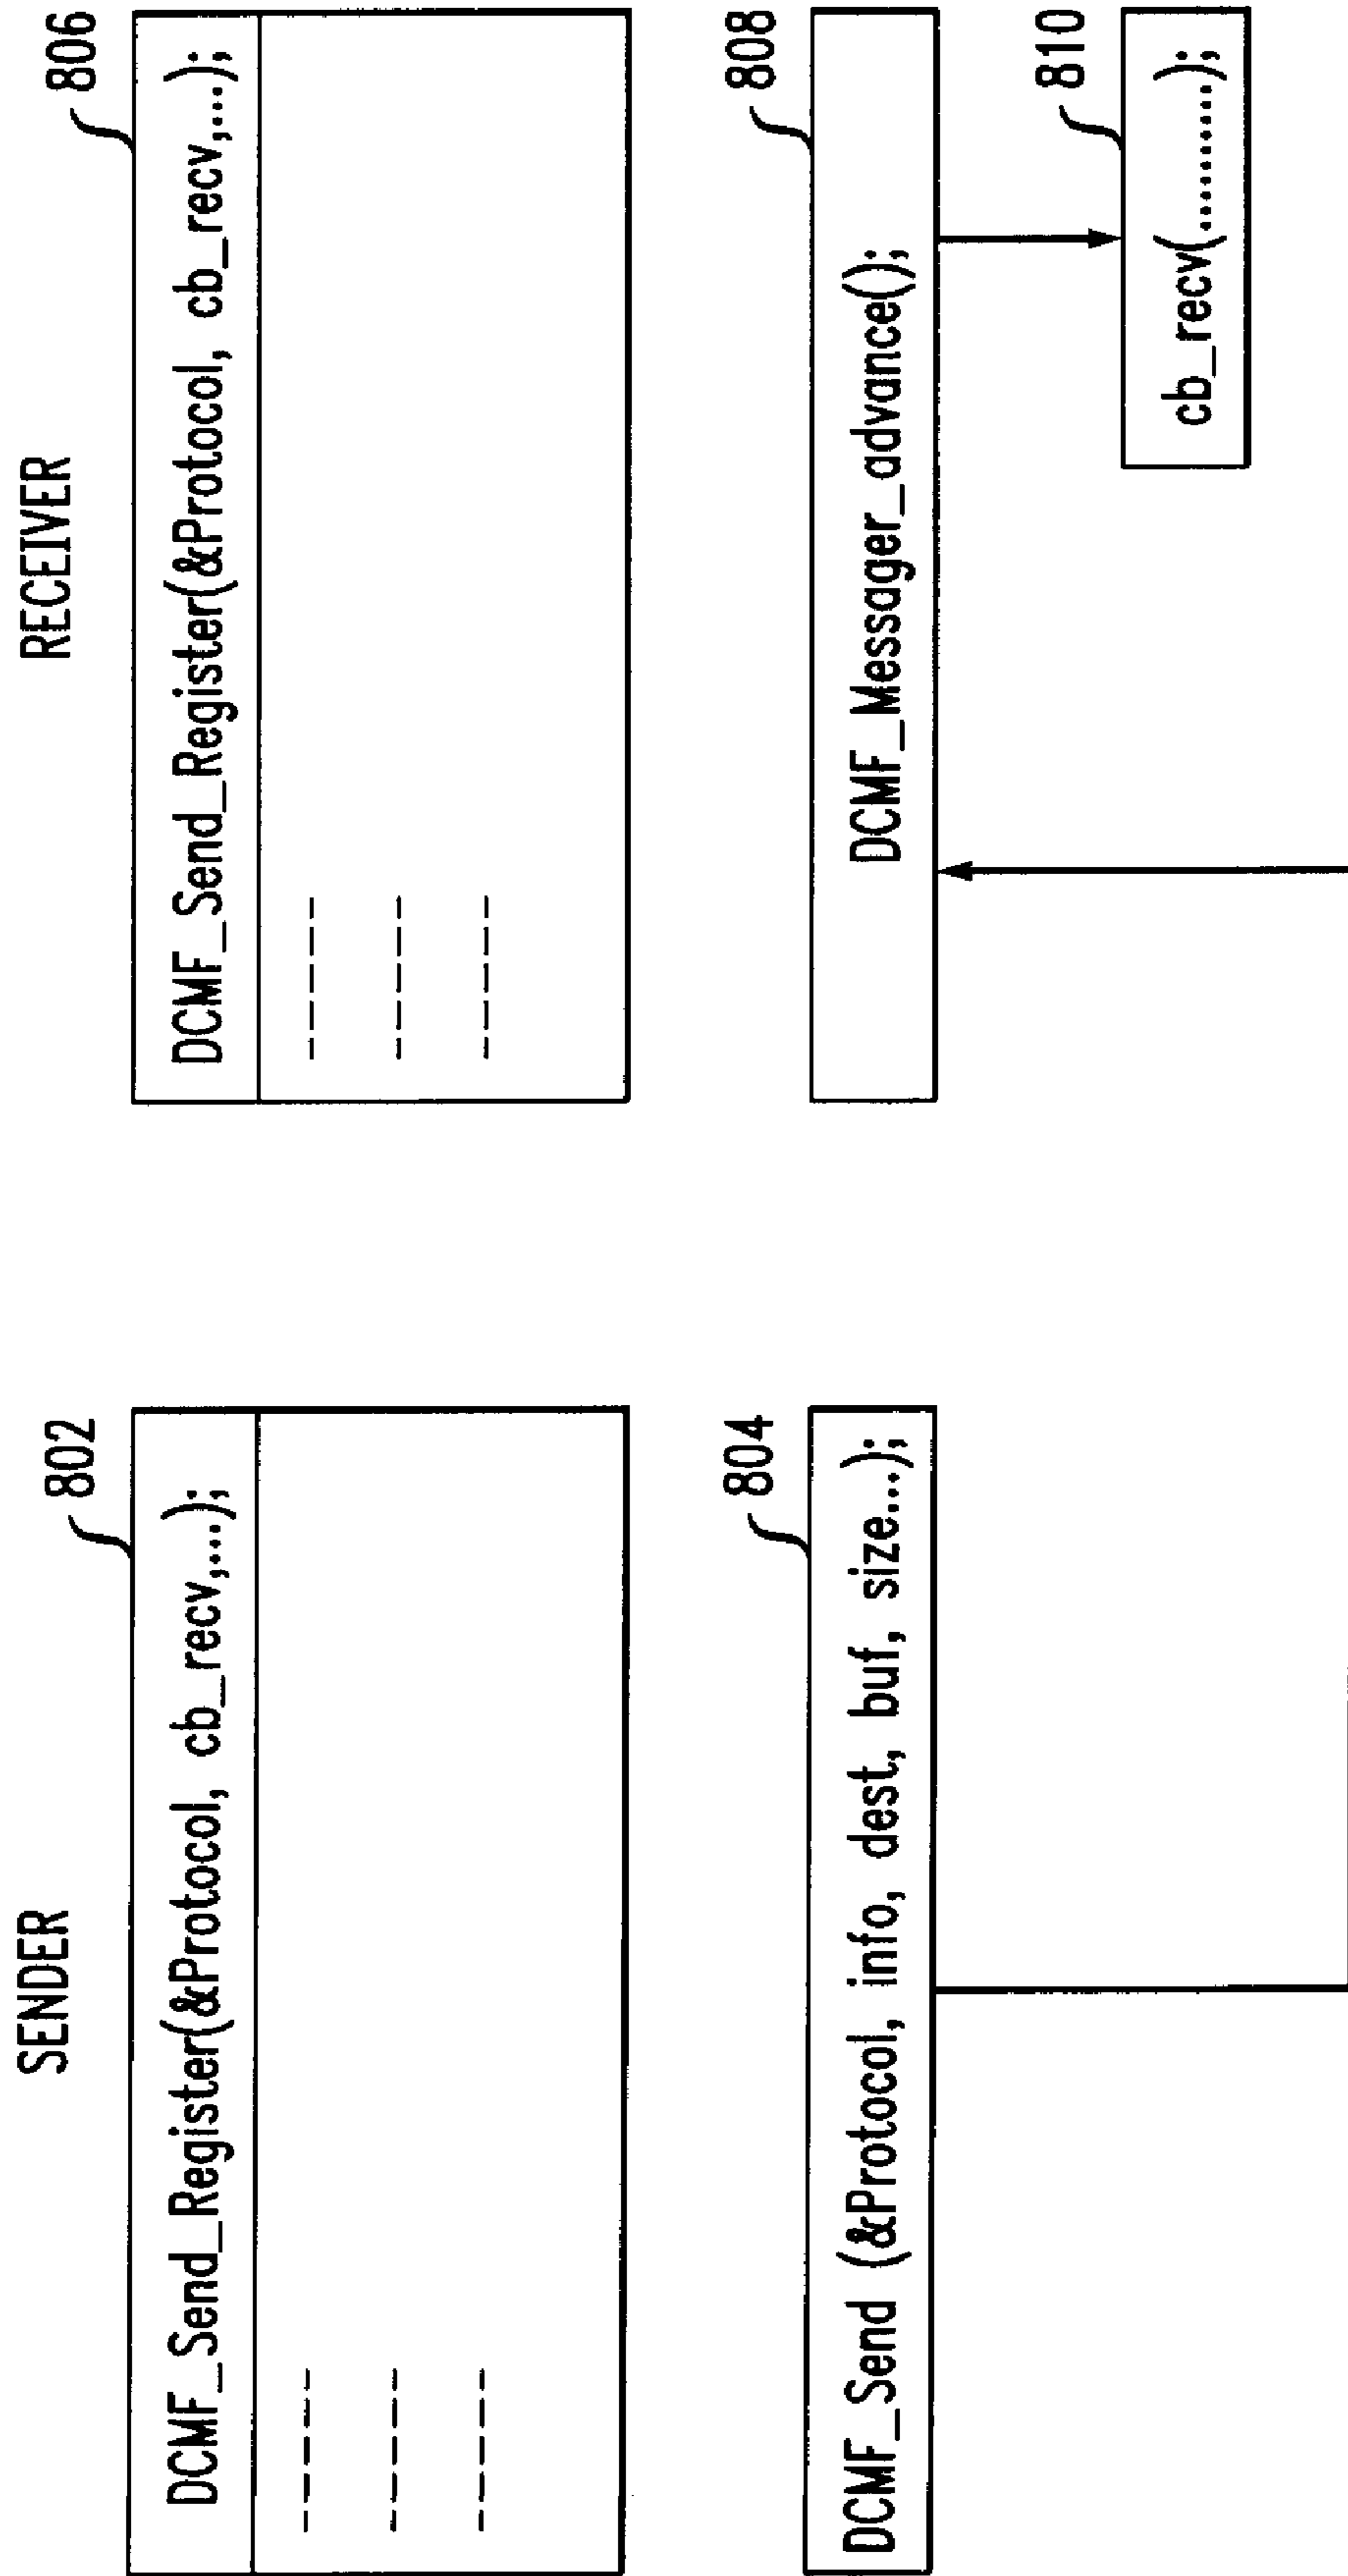 SENDER
802
DCMF_Send_Register(&Protocol, cb_recv,...);
804
DCMF_Send (&Protocol, info, dest, buf, size...);
RECEIVER
806
DCMF_Send_Register(&Protocol, cb_recv,...);
808
DCMF_Messager_advance();
810
cb_recv(..........);